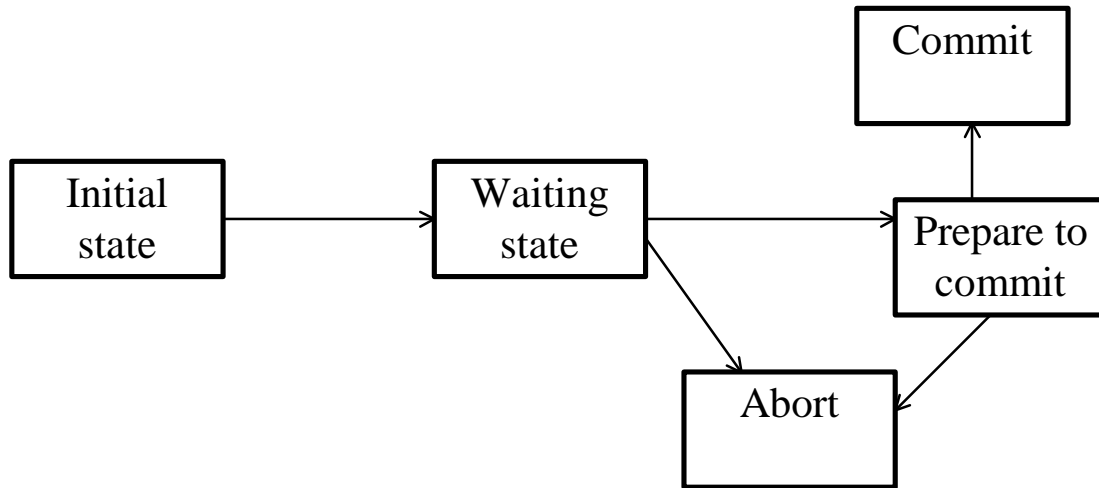 Commit
Initial
state
Waiting
state
Prepare to
commit
Abort